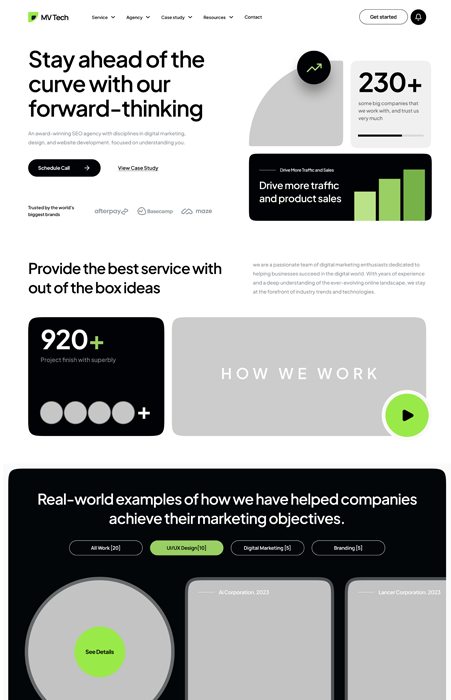 MV Tech
Service
Agency
Case study
Resources
Contact
Get started
Stay ahead of the
curve with our
forward-thinking
An award-winning SEO agency with disciplines in digital marketing,
design, and website development. focused on understanding you.
Schedule Call
View Case Study
Trusted by the world's
biggest brands
afterpay
Basecamp
maze
230+
some big companies that
we work with, and trust us
very much
Drive More Traffic and Sales
Drive more traffic
and product sales
Provide the best service with
out of the box ideas
we are a passionate team of digital marketing enthusiasts dedicated to
helping businesses succeed in the digital world. With years of experience
and a deep understanding of the ever-evolving online landscape, we stay
at the forefront of industry trends and technologies.
920+
Project finish with superbly
+
HOW WE WORK
Real-world examples of how we have helped companies
achieve their marketing objectives.
All Work [20]
UI/UX Design[10]
Digital Marketing [5]
Branding [5]
See Details
Ai Corporation. 2023
Lancer Corporation. 2023